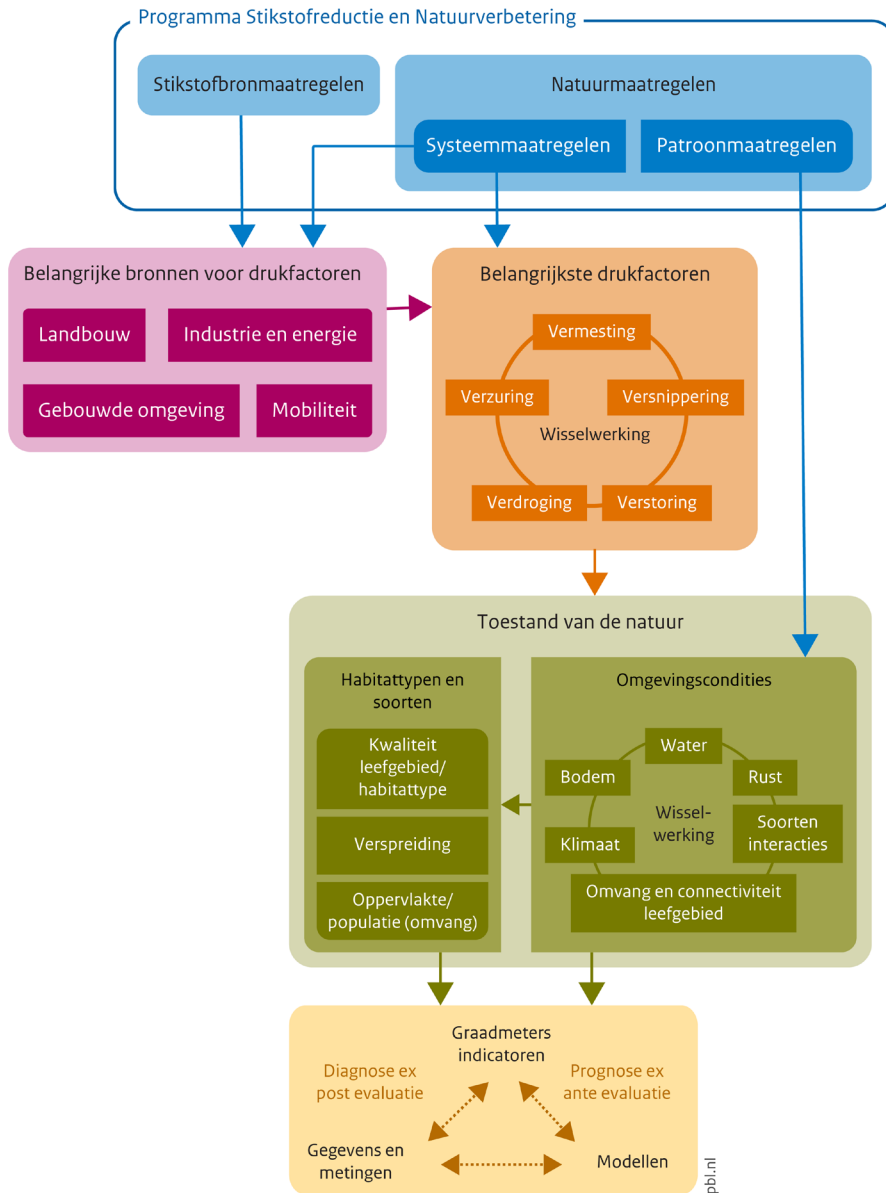 Programma Stikstofreductie en Natuurverbetering
Stikstofbronmaatregelen
Natuurmaatregelen
Systeemmaatregelen
Patroonmaatregelen
Belangrijke bronnen voor drukfactoren
Landbouw
Industrie en energie
Gebouwde omgeving
Mobiliteit
Belangrijkste drukfactoren
Vermesting
Verzuring
Versnippering
Wisselwerking
Verdroging
Verstoring
Toestand van de natuur
Habitattypen en
soorten
Kwaliteit
leefgebied/
habitattype
Verspreiding
Oppervlakte/
populatie (omvang)
Omgevingscondities
Water
Bodem
Rust
Wissel-
werking
Klimaat
Soorten
interacties
Omvang en connectiviteit
leefgebied
Graadmeters
indicatoren
Diagnose ex
post evaluatie
Prognose ex
ante evaluatie
Gegevens en
metingen
Modellen
pbl.nl